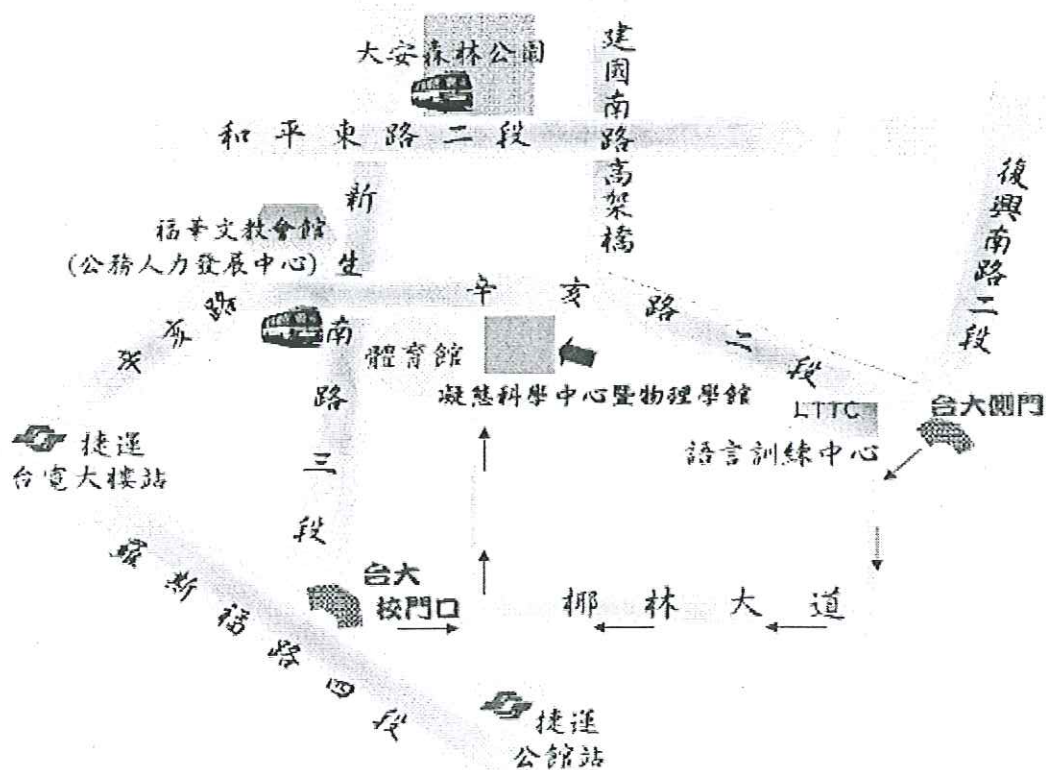 大安森林公園
建國南路高架橋
和平東路二段
復興南路二段
新生南路三段
福華文教會館
(公務人力發展中心)
辛亥路二段
辛亥路
體育館
凝態科學中心暨物理學館
LTTC
語言訓練中心
台大側門
捷運
台電大樓站
台大
校門口
椰林大道
羅斯福路四段
捷運
公館站